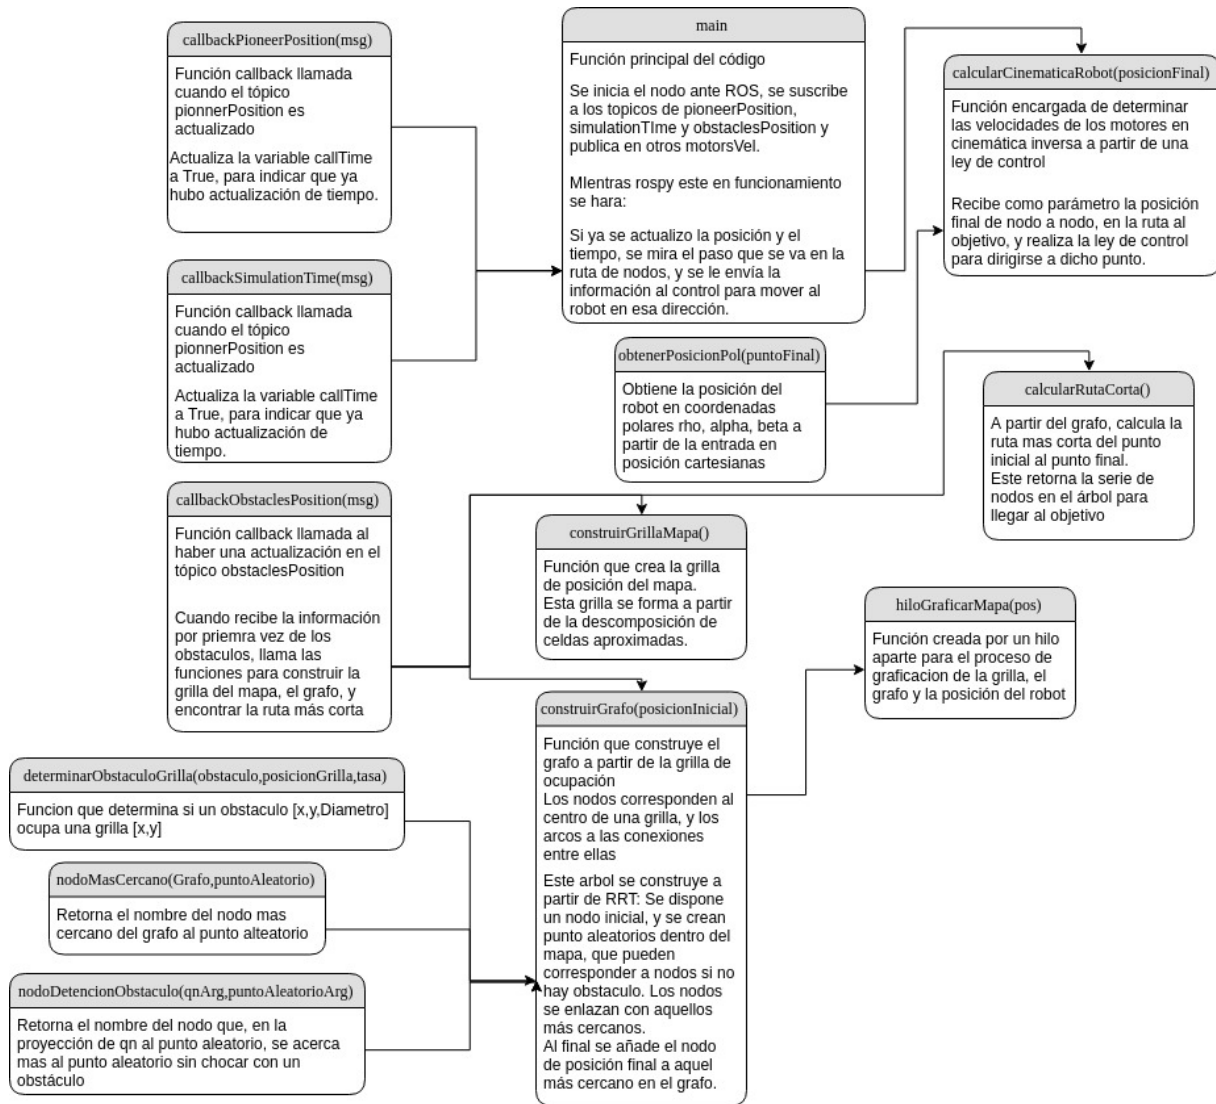 callbackPioneerPosition(msg)
Función callback llamada
cuando el tópico
pionnerPosition es
actualizado
Actualiza la variable callTime
a True, para indicar que ya
hubo actualización de tiempo.
main
Función principal del código
Se inicia el nodo ante ROS, se suscribe
a los topicos de pioneerPosition,
simulationTIme y obstaclesPosition y
publica en otros motorsVel.
MIentras rospy este en funcionamiento
se hara:
Si ya se actualizo la posición y el
tiempo, se mira el paso que se va en la
ruta de nodos, y se le envía la
información al control para mover al
robot en esa dirección.
calcularCinematicaRobot(posicionFinal)
Función encargada de determinar
las velocidades de los motores en
cinemática inversa a partir de una
ley de control
Recibe como parámetro la posición
final de nodo a nodo, en la ruta al
objetivo, y realiza la ley de control
para dirigirse a dicho punto.
callbackSimulationTime(msg)
Función callback llamada
cuando el tópico
pionnerPosition es
actualizado
Actualiza la variable callTime
a True, para indicar que ya
hubo actualización de
tiempo.
obtenerPosicionPol(puntoFinal)
Obtiene la posición del
robot en coordenadas
polares rho, alpha, beta a
partir de la entrada en
posición cartesianas
calcularRutaCorta()
A partir del grafo, calcula la
ruta mas corta del punto
inicial al punto final.
Este retorna la serie de
nodos en el árbol para
llegar al objetivo
callbackObstaclesPosition(msg)
Función callback llamada al
haber una actualización en el
tópico obstaclesPosition
Cuando recibe la información
por priemra vez de los
obstaculos, llama las
funciones para construir la
grilla del mapa, el grafo, y
encontrar la ruta más corta
construirGrillaMapa()
Función que crea la grilla
de posición del mapa.
Esta grilla se forma a partir
de la descomposición de
celdas aproximadas.
hiloGraficarMapa(pos)
Función creada por un hilo
aparte para el proceso de
graficacion de la grilla, el
grafo y la posición del robot
construirGrafo(posicionInicial)
Función que construye el
grafo a partir de la grilla de
ocupación
Los nodos corresponden al
centro de una grilla, y los
arcos a las conexiones
entre ellas
Este arbol se construye a
partir de RRT: Se dispone
un nodo inicial, y se crean
punto aleatorios dentro del
mapa, que pueden
corresponder a nodos si no
hay obstaculo. Los nodos
se enlazan con aquellos
más cercanos.
Al final se añade el nodo
de posición final a aquel
más cercano en el grafo.
determinarObstaculoGrilla(obstaculo,posicionGrilla,tasa)
Funcion que determina si un obstaculo [x,y,Diametro]
ocupa una grilla [x,y]
nodoMasCercano(Grafo,puntoAleatorio)
Retorna el nombre del nodo mas
cercano del grafo al punto alteatorio
nodoDetencionObstaculo(qnArg,puntoAleatorioArg)
Retorna el nombre del nodo que, en la
proyección de qn al punto aleatorio, se acerca
mas al punto aleatorio sin chocar con un
obstáculo